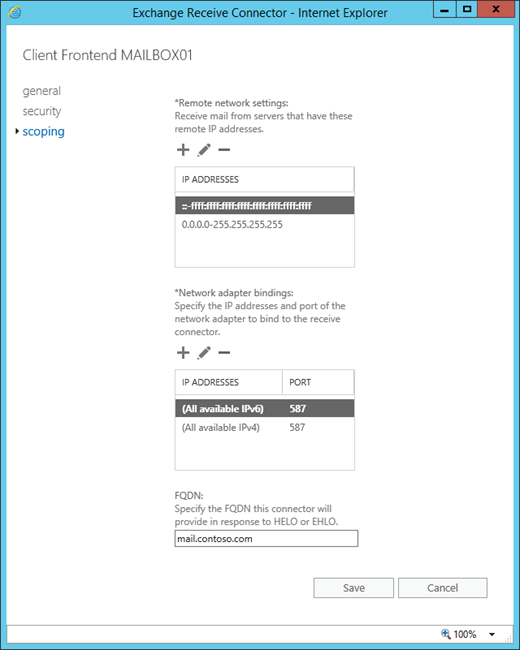 Exchange Receive Connector - Internet Explorer
Client Frontend MAILBOX01
general
security
scoping
*Remote network settings:
Receive mail from servers that have these
remote IP addresses.
IP ADDRESSES
::-ffff:ffff:ffff:ffff:ffff:ffff:ffff:ffff
0.0.0.0-255.255.255.255
*Network adapter bindings:
Specify the IP addresses and port of the
network adapter to bind to the receive
connector.
IP ADDRESSES PORT
(All available IPv6) 587
(All available IPv4) 587
FQDN:
Specify the FQDN this connector will
provide in response to HELO or EHLO.
mail.contoso.com
Save Cancel
100%